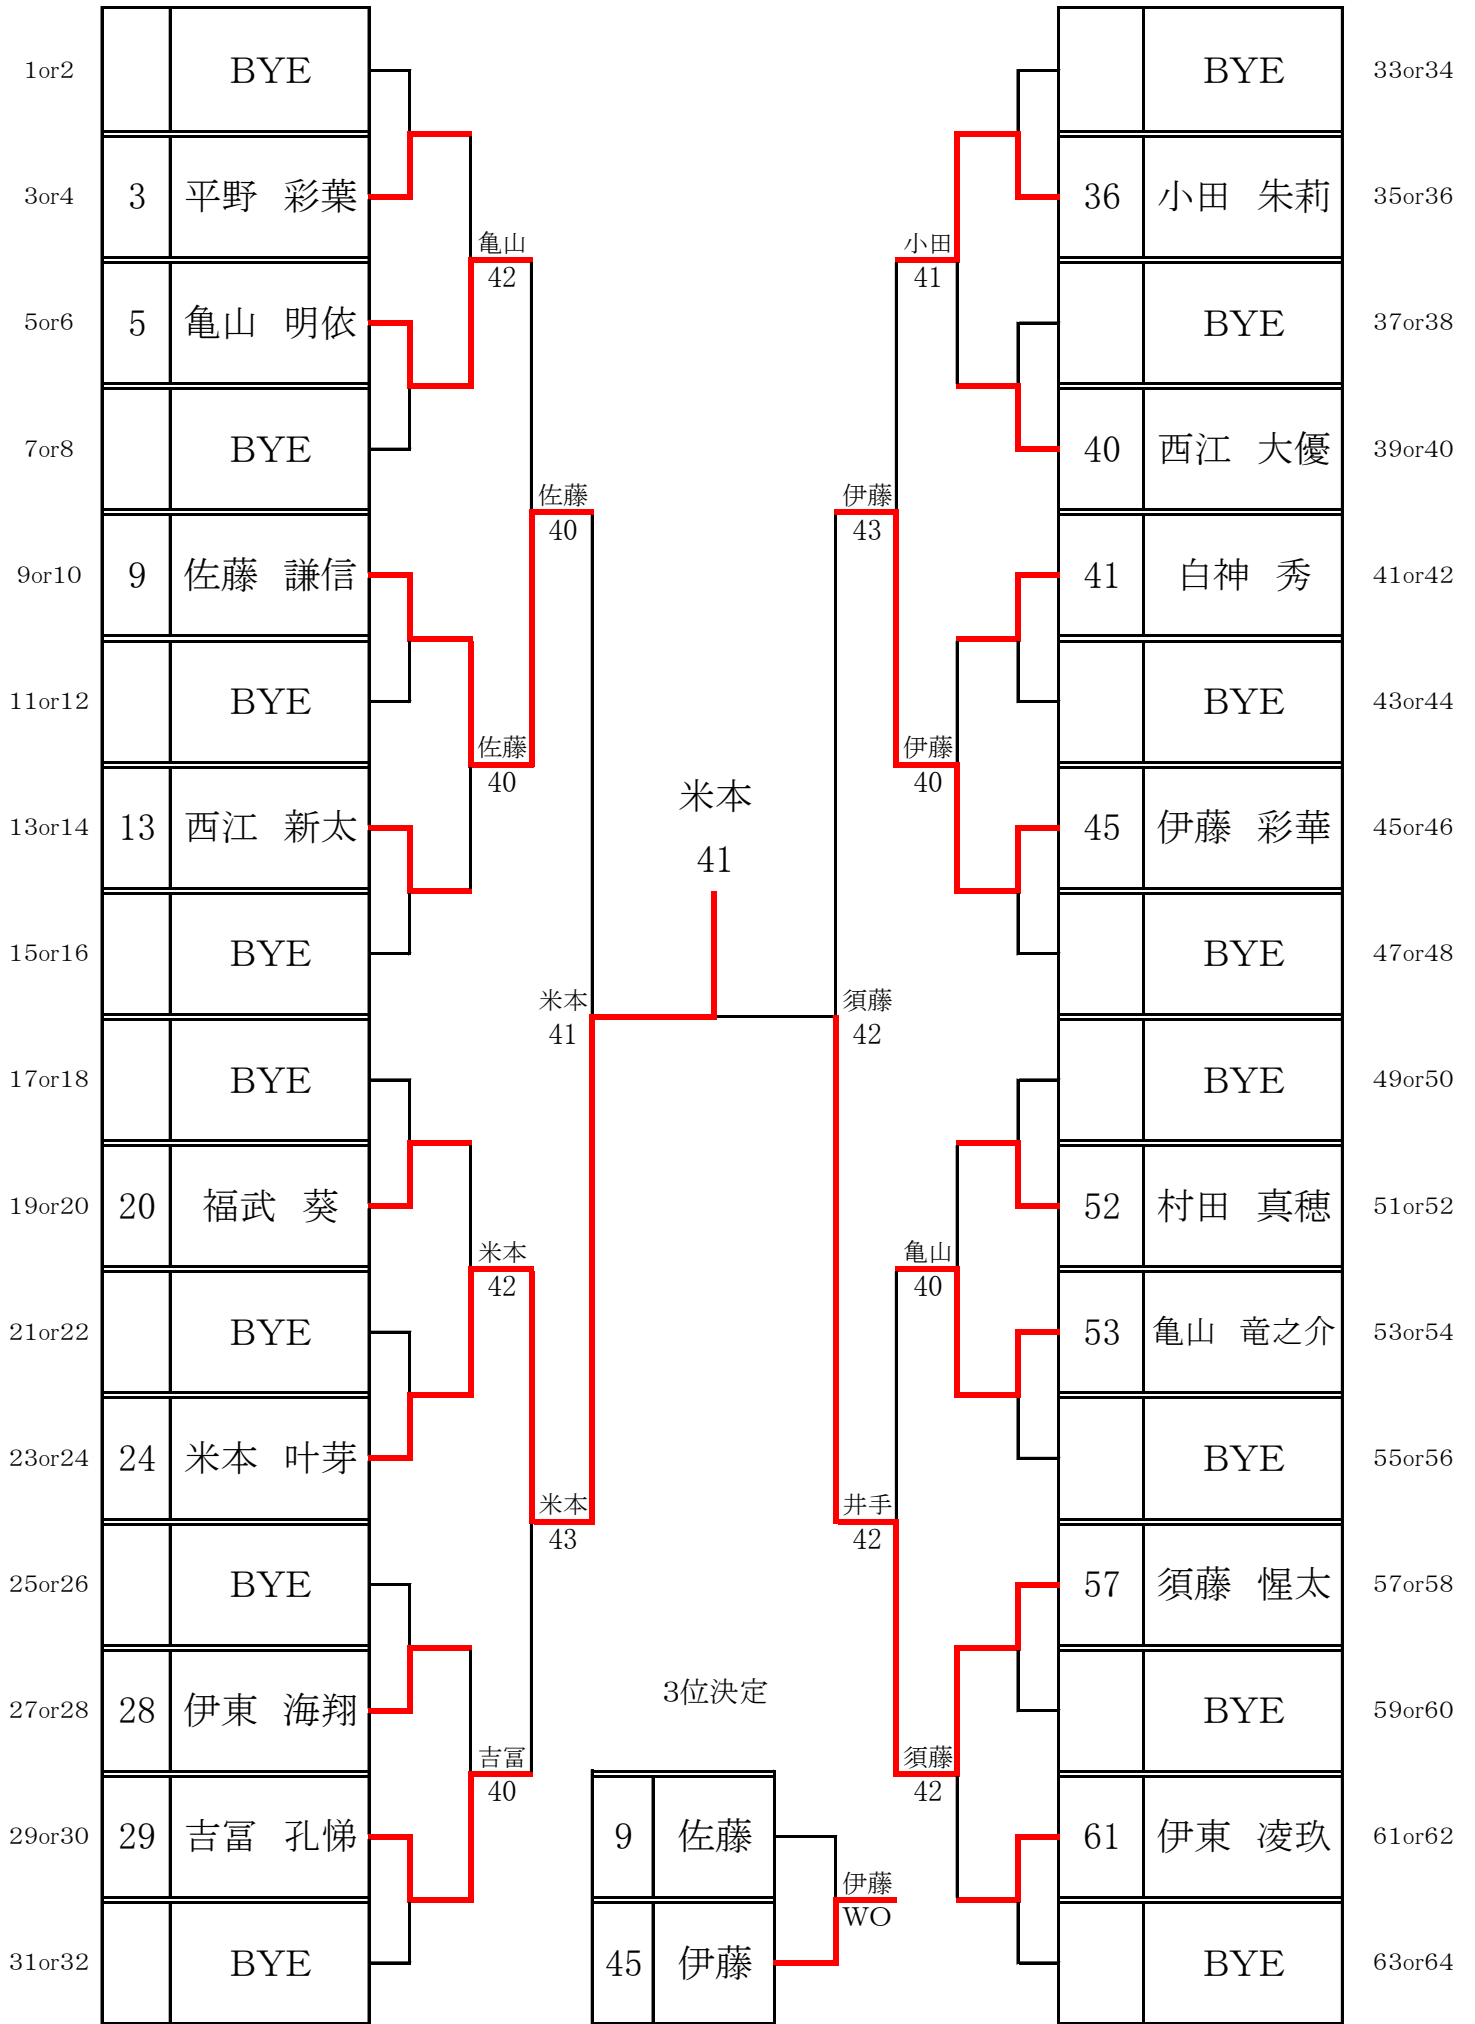 1or2 BYE
3or4 3 平野 彩葉
亀山
42
5or6 5 亀山 明依
7or8 BYE
佐藤
40
9or10 9 佐藤 謙信
11or12 BYE
佐藤
40
13or14 13 西江 新太
15or16 BYE
米本
41
17or18 BYE
19or20 20 福武 葵
米本
42
21or22 BYE
23or24 24 米本 叶芽
米本
43
25or26 BYE
27or28 28 伊東 海翔
吉冨
40
29or30 29 吉冨 孔悌
31or32 BYE
米本
41
BYE 33or34
36 小田 朱莉 35or36
小田
41
BYE 37or38
40 西江 大優 39or40
伊藤
43
41 白神 秀 41or42
BYE 43or44
伊藤
40
45 伊藤 彩華 45or46
BYE 47or48
須藤
42
BYE 49or50
52 村田 真穂 51or52
亀山
40
53 亀山 竜之介 53or54
BYE 55or56
井手
42
57 須藤 惺太 57or58
BYE 59or60
須藤
42
61 伊東 凌玖 61or62
BYE 63or64
3位決定
9 佐藤
伊藤
WO
45 伊藤